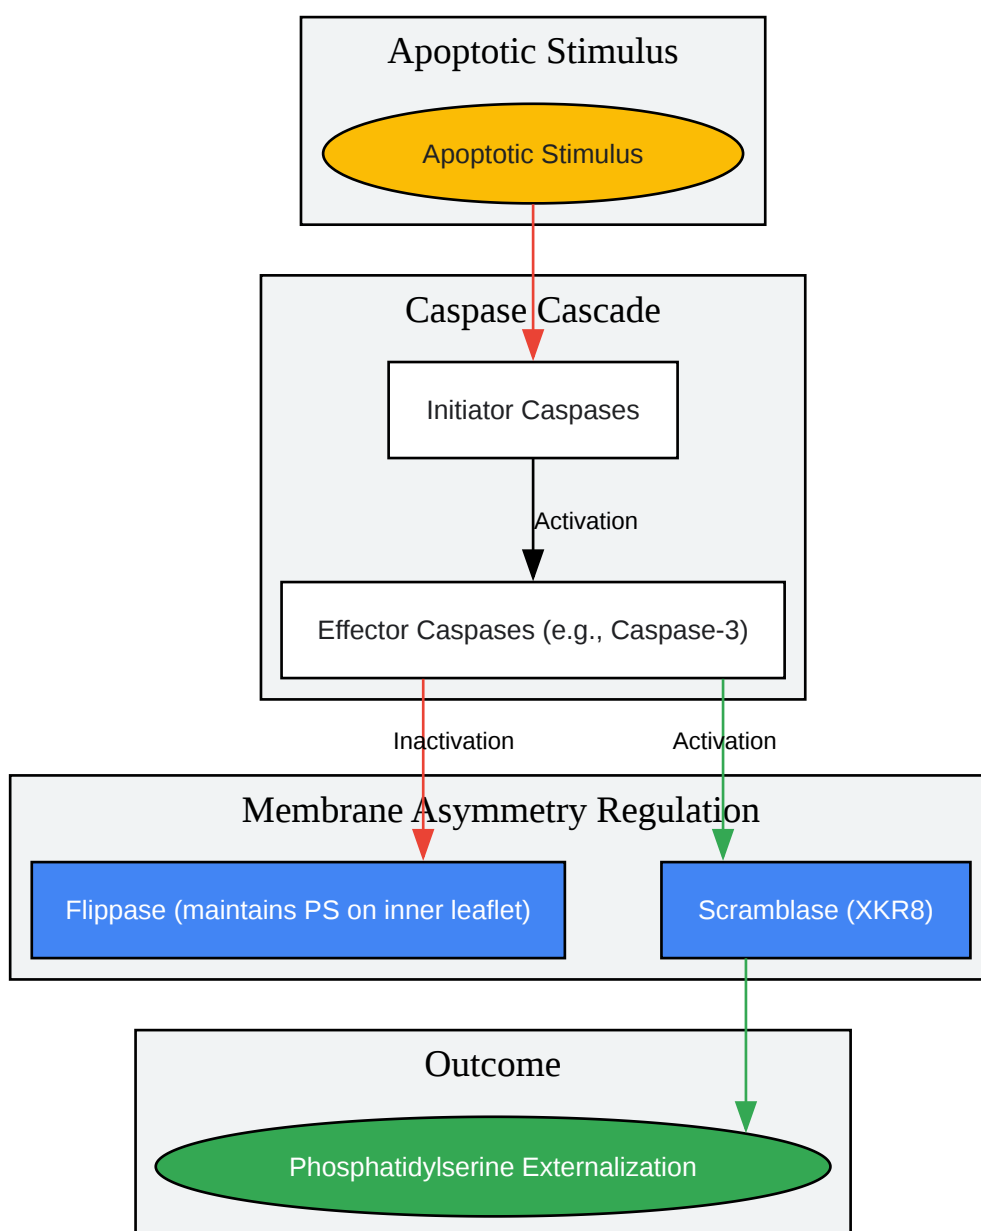 Apoptotic Stimulus
Apoptotic Stimulus
Caspase Cascade
Initiator Caspases
Activation
Effector Caspases (e.g., Caspase-3)
Inactivation
Activation
Membrane Asymmetry Regulation
Flippase (maintains PS on inner leaflet)
Scramblase (XKR8)
Outcome
Phosphatidylserine Externalization